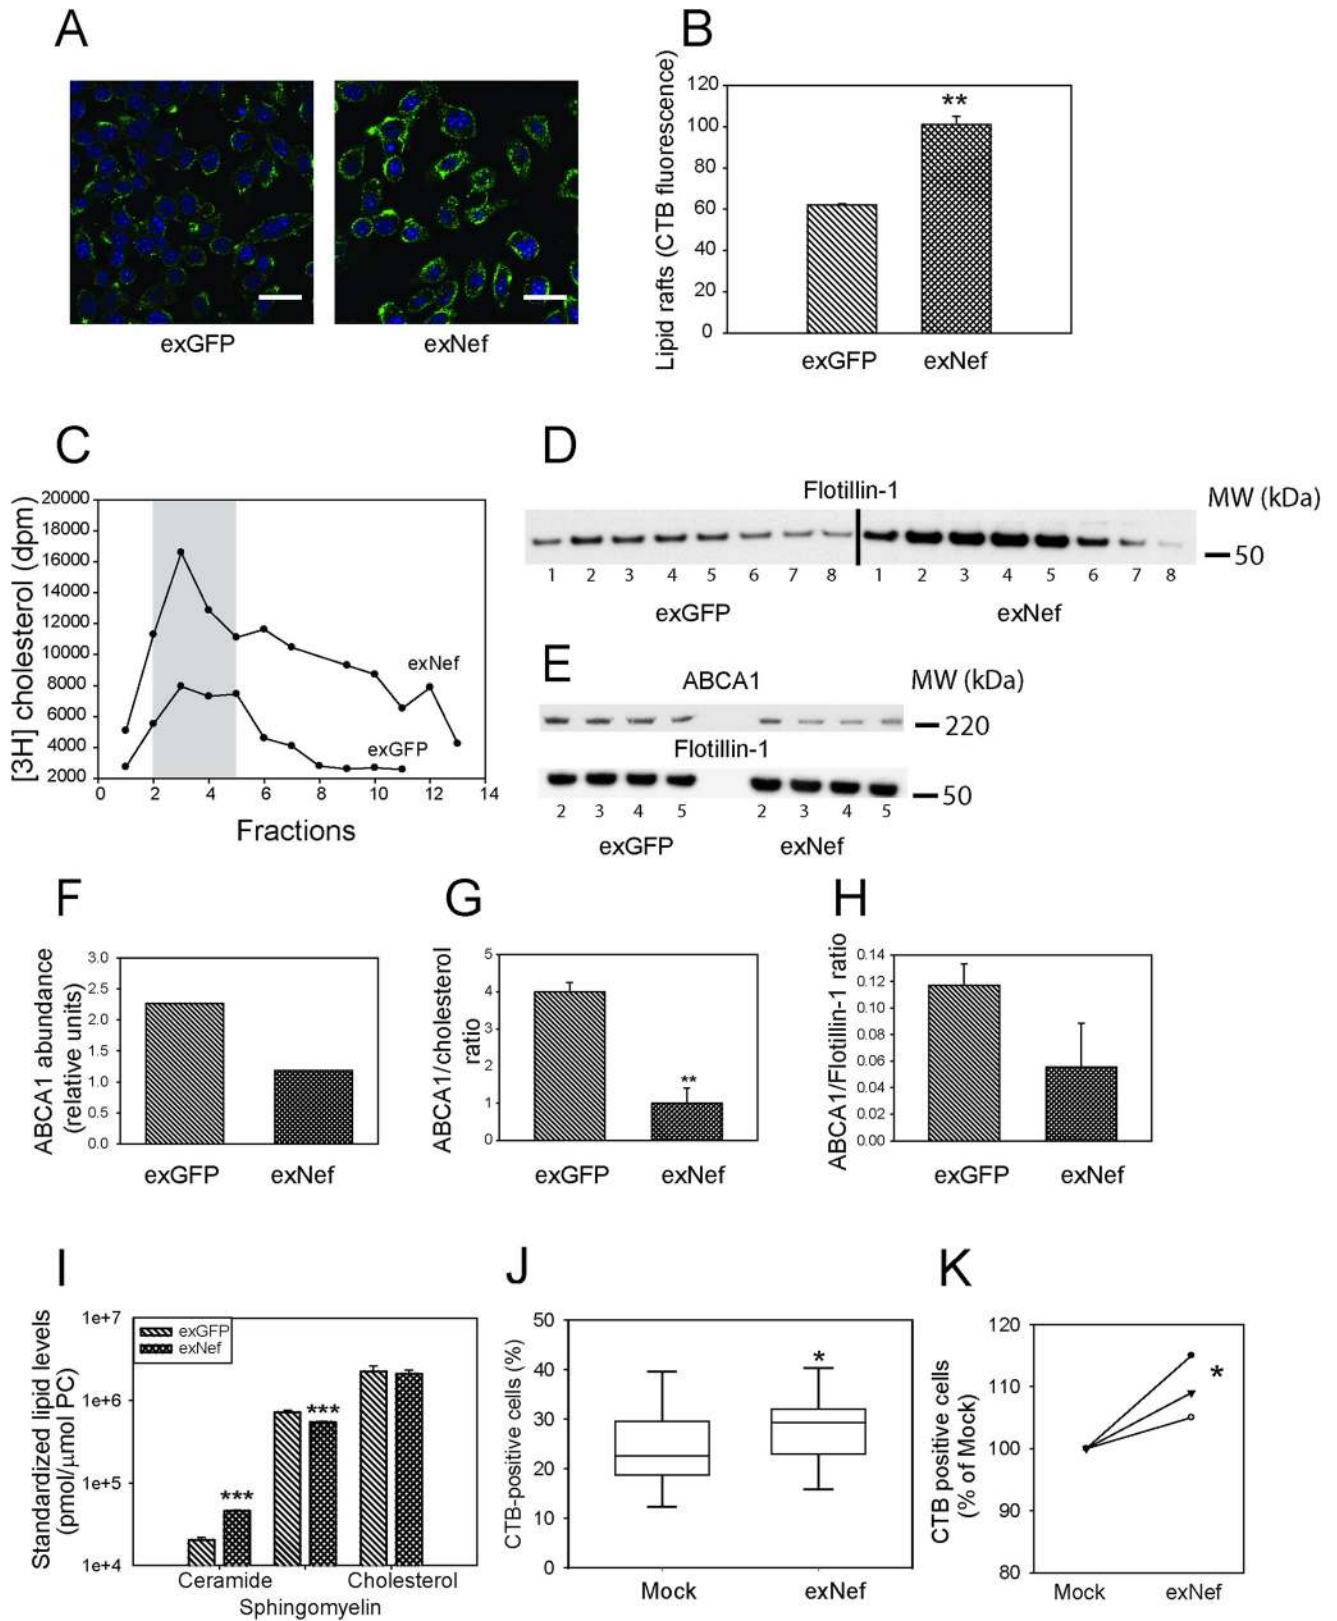 A
exGFP
exNef
B
Lipid rafts (CTB fluorescence)
120
100
80
60
40
20
0
**
exGFP
exNef
C
[3H] cholesterol (dpm)
20000
18000
16000
14000
12000
10000
8000
6000
4000
2000
exNef
exGFP
0 2 4 6 8 10 12 14
Fractions
D
Flotillin-1
MW (kDa)
50
1 2 3 4 5 6 7 8 1 2 3 4 5 6 7 8
exGFP
exNef
E
ABCA1
MW (kDa)
220
Flotillin-1
50
2 3 4 5 2 3 4 5
exGFP
exNef
F
ABCA1 abundance
(relative units)
3.0
2.5
2.0
1.5
1.0
0.5
0.0
exGFP
exNef
G
ABCA1/cholesterol
ratio
5
4
3
2
1
0
**
exGFP
exNef
H
ABCA1/Flotillin-1 ratio
0.14
0.12
0.10
0.08
0.06
0.04
0.02
0.00
exGFP
exNef
I
Standardized lipid levels
(pmol/μmol PC)
1e+7
1e+6
1e+5
1e+4
exGFP
exNef
***
***
Ceramide
Cholesterol
Sphingomyelin
J
CTB-positive cells (%)
50
40
30
20
10
0
*
Mock
exNef
K
CTB positive cells
(% of Mock)
120
110
100
90
80
*
Mock
exNef